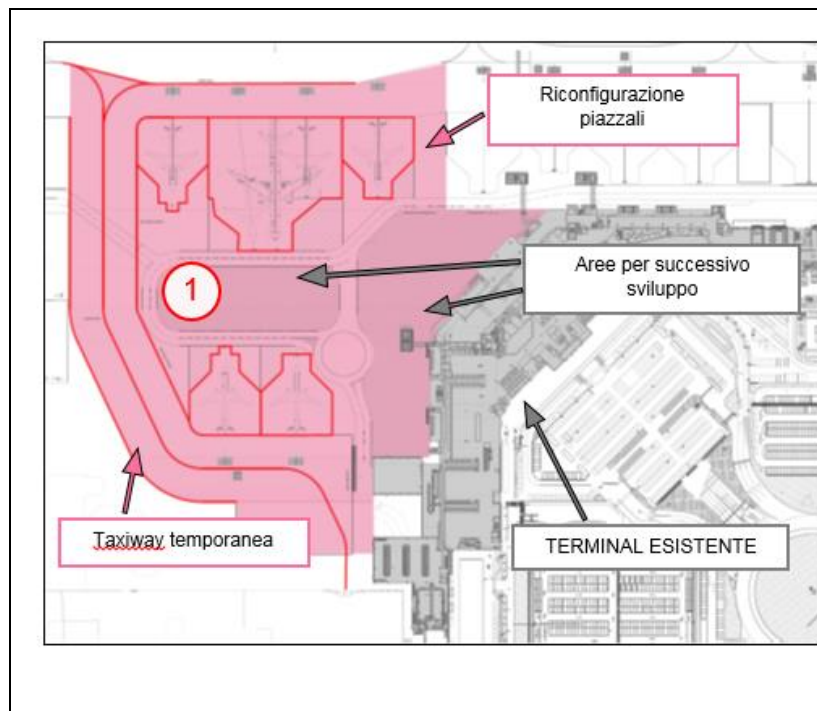 Riconfigurazione
piazzali
Aree per successivo
sviluppo
1
Taxiway temporanea
TERMINAL ESISTENTE